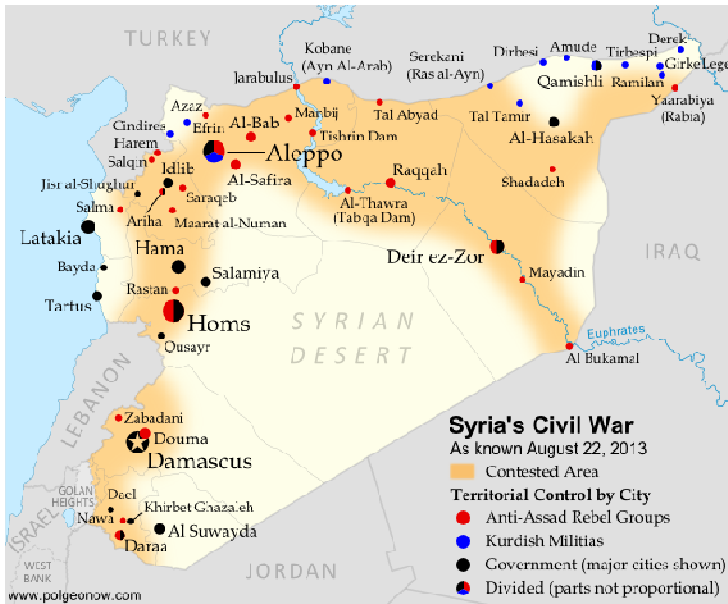 TURKEY
Kobane
(Ayn Al-Arab)
Serekani
(Ras al-Ayn)
Dirbesi
Amude
Tirbespi
Derek
GirkeLege
Jarabulus
Qamishli
Ramilan
Yaarabiya
(Rabia)
Azaz
Manbij
Tal Abyad
Tal Tamir
Cindires
Efrin
Al-Bab
Tishrin Dam
Al-Hasakah
Harem
Salqin
Aleppo
Idlib
Al-Safira
Raqqah
Shadadeh
Jisr al-Shughur
Saraqeb
Al-Thawra
(Tabqa Dam)
Salma
Ariha
Maarat al-Numan
Latakia
Hama
Deir ez-Zor
IRAQ
Bayda
Salamiya
Mayadin
Tartus
Rastan
Homs
SYRIAN
DESERT
Euphrates
Qusayr
Al Bukamal
LEBANON
Zabadani
Douma
Damascus
GOLAN
HEIGHTS
Dael
Khirbet Ghazaleh
Nawa
Al Suwayda
Daraa
ISRAEL
WEST
BANK
JORDAN
www.polgeonow.com
Syria's Civil War
As known August 22, 2013
Contested Area
Territorial Control by City
Anti-Assad Rebel Groups
Kurdish Militias
Government (major cities shown)
Divided (parts not proportional)